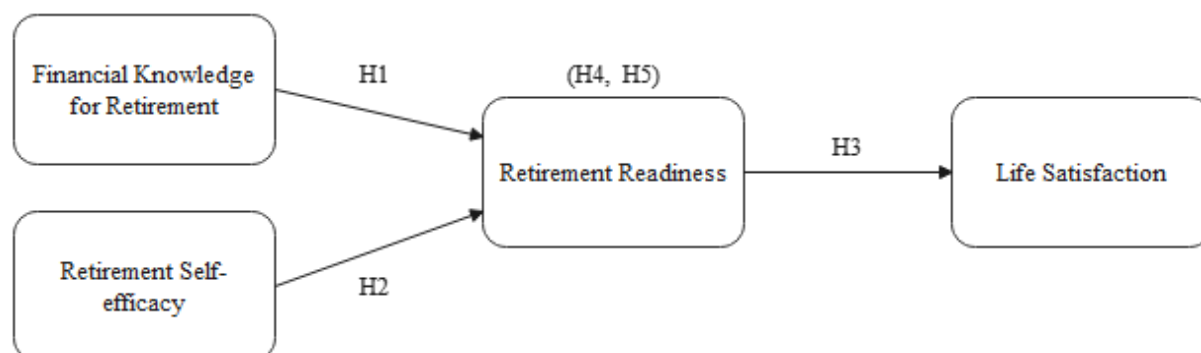 Financial Knowledge
for Retirement
H1
(H4, H5)
Retirement Readiness
H3
Life Satisfaction
Retirement Self-
efficacy
H2